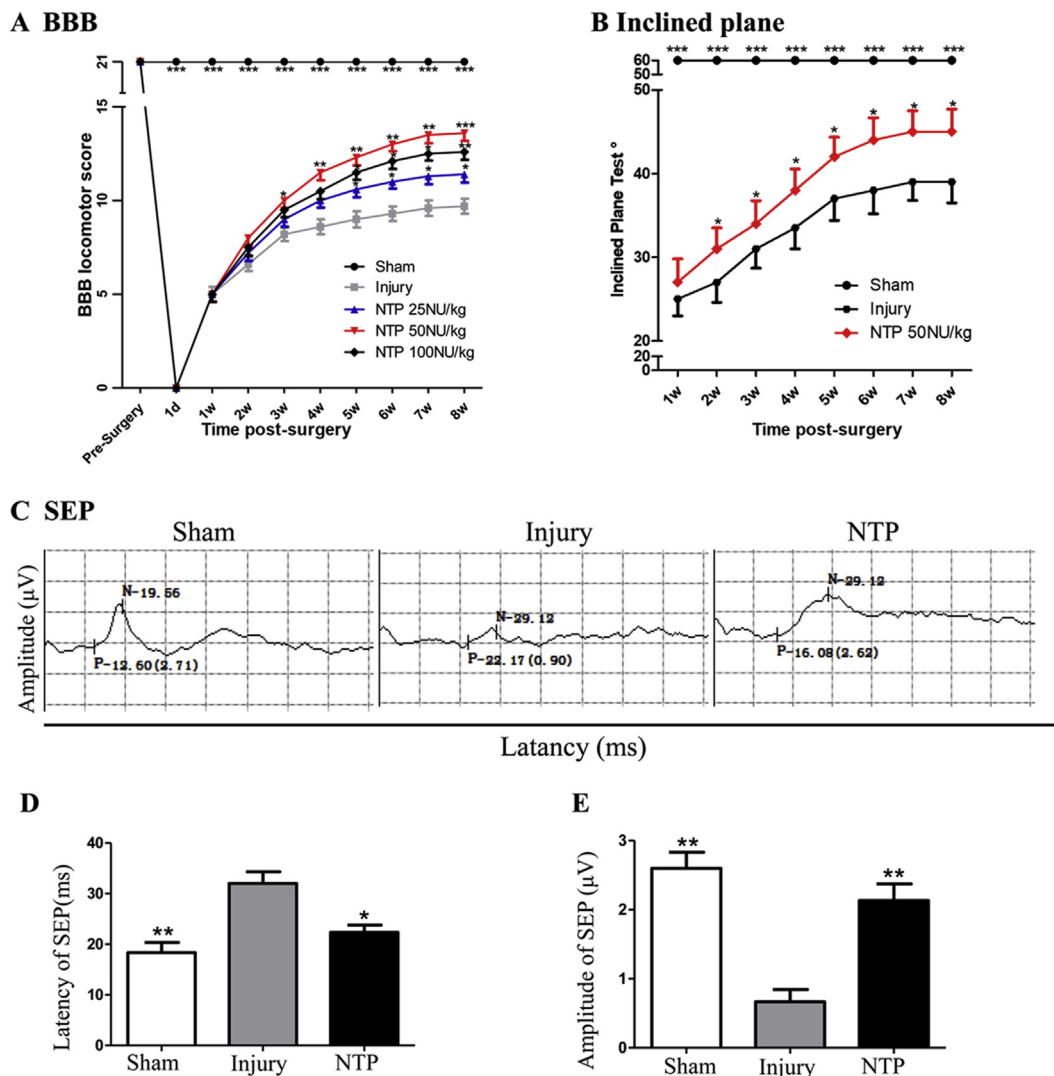 A BBB
BBB locomotor score
21
15
10
5
0
*** *** *** *** *** *** *** *** ***
* ** ** ** ** ***
* * **
* * * *
Sham
Injury
NTP 25NU/kg
NTP 50NU/kg
NTP 100NU/kg
Pre-Surgery 1d 1w 2w 3w 4w 5w 6w 7w 8w
Time post-surgery
B Inclined plane
Inclined Plane Test °
*** *** *** *** *** *** *** ***
60
50
50
40
30
20
20
0
* * * * * * *
Sham
Injury
NTP 50NU/kg
1w 2w 3w 4w 5w 6w 7w 8w
Time post-surgery
C SEP
Sham Injury NTP
Amplitude (μV)
N-19.56
P-12.60(2.71)
N-29.12
P-22.17(0.90)
N-29.12
P-16.08(2.62)
Latancy (ms)
D
Latency of SEP(ms)
40
30
20
10
0
** *
Sham Injury NTP
E
Amplitude of SEP (μV)
3
2
1
0
** **
Sham Injury NTP